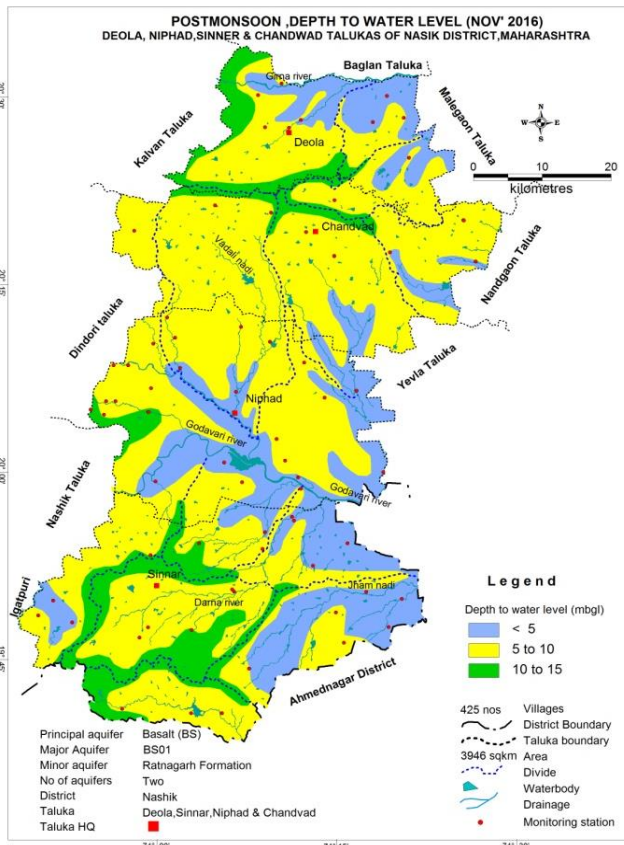 POSTMONSOON ,DEPTH TO WATER LEVEL (NOV' 2016)
DEOLA, NIPHAD,SINNER & CHANDWAD TALUKAS OF NASIK DISTRICT,MAHARASHTRA
Baglan Taluka
Girna river
Malegaon Taluka
Kalvan Taluka
Deola
N
W
E
S
0
10
20
kilometres
Chandvad
Nandgaon Taluka
Vadali nadi
20° 15'
Dindori taluka
Yevla Taluka
Niphad
Godavari river
Nashik Taluka
Godavari river
Sinnar
Jham nadi
Darna river
Igatpuri
19° 45'
Ahmednagar District
Legend
Depth to water level (mbgl)
< 5
5 to 10
10 to 15
425 nos Villages
District Boundary
Taluka boundary
3946 sqkm Area
Divide
Waterbody
Drainage
Monitoring station
Principal aquifer Basalt (BS)
Major Aquifer BS01
Minor aquifer Ratnagarh Formation
No of aquifers Two
District Nashik
Taluka Deola,Sinnar,Niphad & Chandvad
Taluka HQ